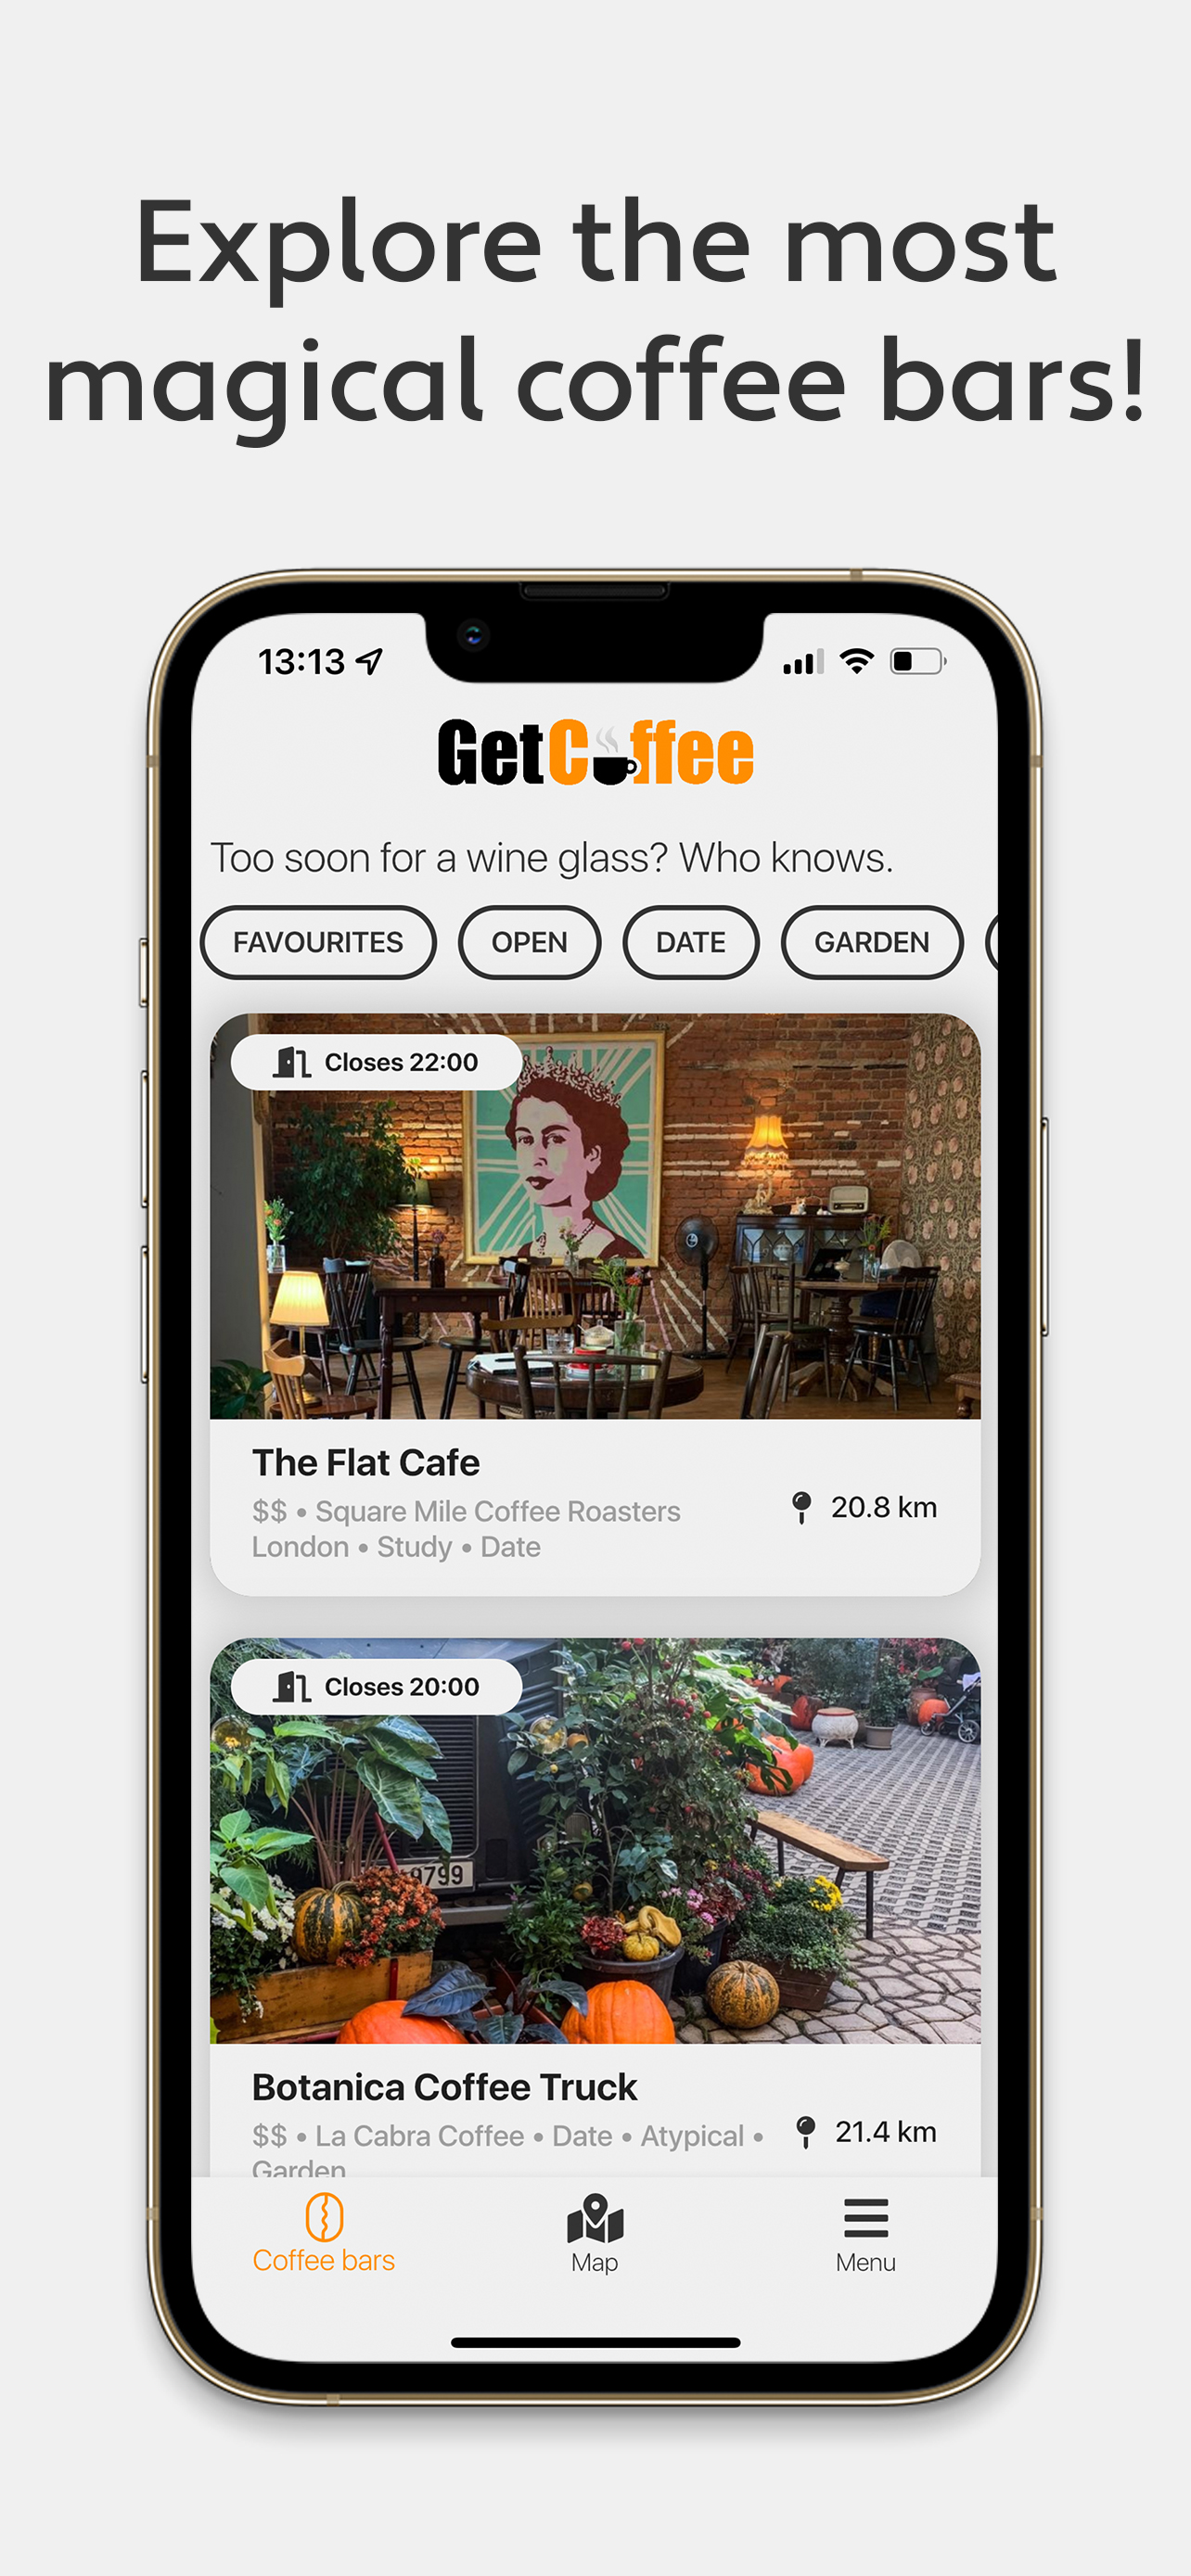 Explore the most
magical coffee bars!
13:13
GetCoffee
Too soon for a wine glass? Who knows.
FAVOURITES OPEN DATE GARDEN
Closes 22:00
The Flat Cafe
$$ • Square Mile Coffee Roasters
London • Study • Date
20.8 km
Closes 20:00
9799
Botanica Coffee Truck
$$ • La Cabra Coffee • Date • Atypical •
Garden
21.4 km
Coffee bars Map Menu